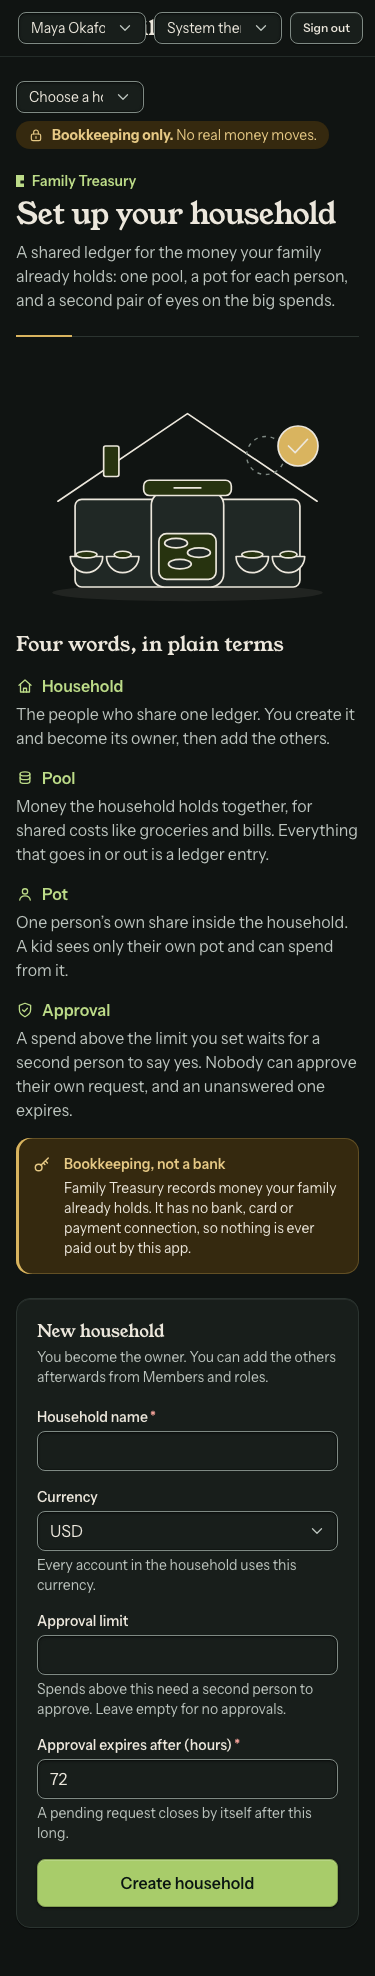 Maya Okafo
System the
Sign out
Choose a ho
Bookkeeping only. No real money moves.
Family Treasury
Set up your household
A shared ledger for the money your family
already holds: one pool, a pot for each person,
and a second pair of eyes on the big spends.
Four words, in plain terms
Household
The people who share one ledger. You create it
and become its owner, then add the others.
Pool
Money the household holds together, for
shared costs like groceries and bills. Everything
that goes in or out is a ledger entry.
Pot
One person’s own share inside the household.
A kid sees only their own pot and can spend
from it.
Approval
A spend above the limit you set waits for a
second person to say yes. Nobody can approve
their own request, and an unanswered one
expires.
Bookkeeping, not a bank
Family Treasury records money your family
already holds. It has no bank, card or
payment connection, so nothing is ever
paid out by this app.
New household
You become the owner. You can add the others
afterwards from Members and roles.
Household name *
Currency
USD
Every account in the household uses this
currency.
Approval limit
Spends above this need a second person to
approve. Leave empty for no approvals.
Approval expires after (hours) *
72
A pending request closes by itself after this
long.
Create household